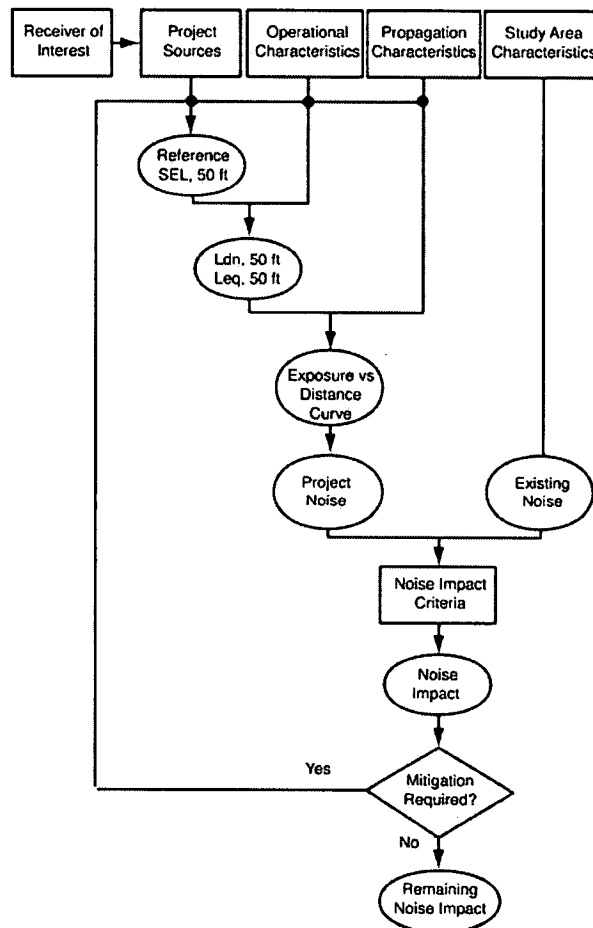 Receiver of
Interest
Project
Sources
Operational
Characteristics
Propagation
Characteristics
Study Area
Characteristics
Reference
SEL, 50 ft
Ldn, 50 ft
Leq, 50 ft
Exposure vs
Distance
Curve
Project
Noise
Existing
Noise
Noise Impact
Criteria
Noise
Impact
Yes
Mitigation
Required?
No
Remaining
Noise Impact